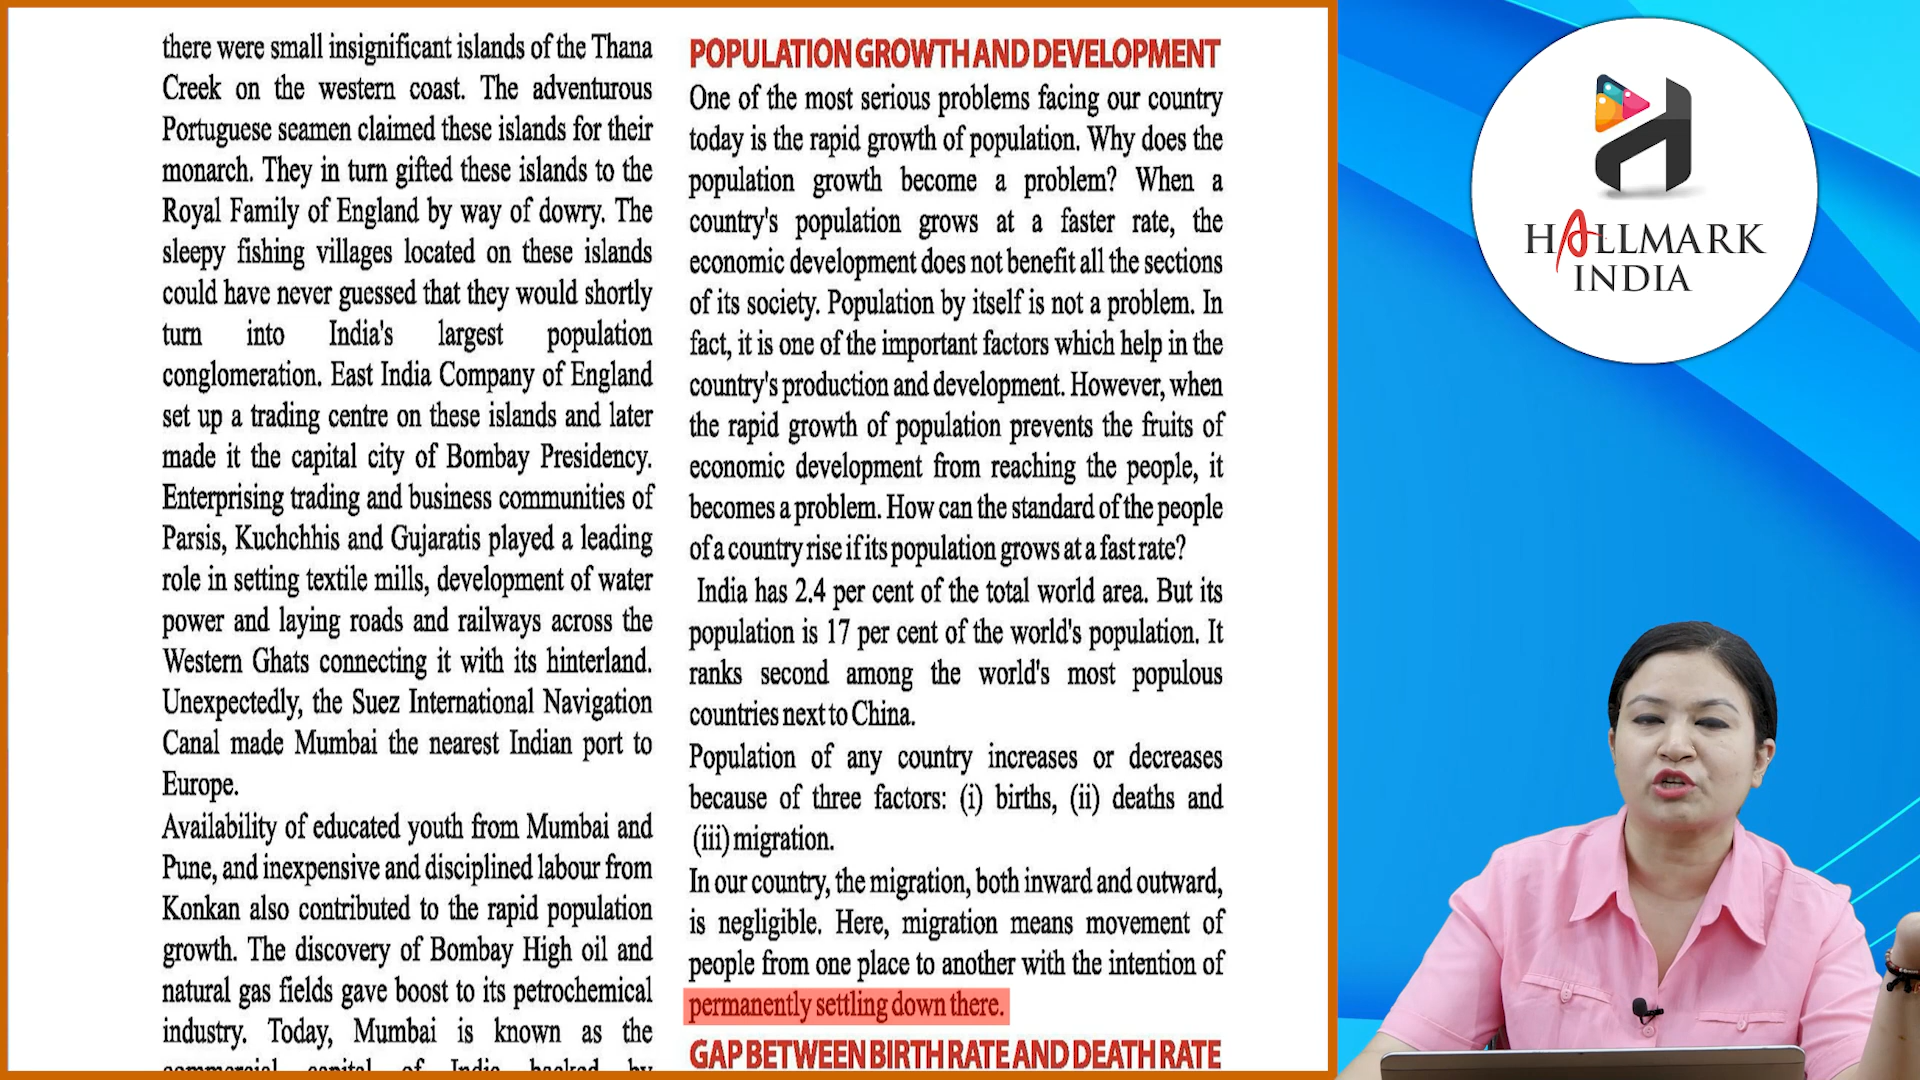 there were small insignificant islands of the Thana
Creek on the western coast. The adventurous
Portuguese seamen claimed these islands for their
monarch. They in turn gifted these islands to the
Royal Family of England by way of dowry. The
sleepy fishing villages located on these islands
could have never guessed that they would shortly
turn into India's largest population
conglomeration. East India Company of England
set up a trading centre on these islands and later
made it the capital city of Bombay Presidency.
Enterprising trading and business communities of
Parsis, Kuchchhis and Gujaratis played a leading
role in setting textile mills, development of water
power and laying roads and railways across the
Western Ghats connecting it with its hinterland.
Unexpectedly, the Suez International Navigation
Canal made Mumbai the nearest Indian port to
Europe.
Availability of educated youth from Mumbai and
Pune, and inexpensive and disciplined labour from
Konkan also contributed to the rapid population
growth. The discovery of Bombay High oil and
natural gas fields gave boost to its petrochemical
industry. Today, Mumbai is known as the
commercial capital of India backed by
POPULATION GROWTH AND DEVELOPMENT
One of the most serious problems facing our country
today is the rapid growth of population. Why does the
population growth become a problem? When a
country's population grows at a faster rate, the
economic development does not benefit all the sections
of its society. Population by itself is not a problem. In
fact, it is one of the important factors which help in the
country's production and development. However, when
the rapid growth of population prevents the fruits of
economic development from reaching the people, it
becomes a problem. How can the standard of the people
of a country rise if its population grows at a fast rate?
India has 2.4 per cent of the total world area. But its
population is 17 per cent of the world's population. It
ranks second among the world's most populous
countries next to China.
Population of any country increases or decreases
because of three factors: (i) births, (ii) deaths and
(iii) migration.
In our country, the migration, both inward and outward,
is negligible. Here, migration means movement of
people from one place to another with the intention of
permanently settling down there.
GAP BETWEEN BIRTH RATE AND DEATH RATE
HALLMARK
INDIA